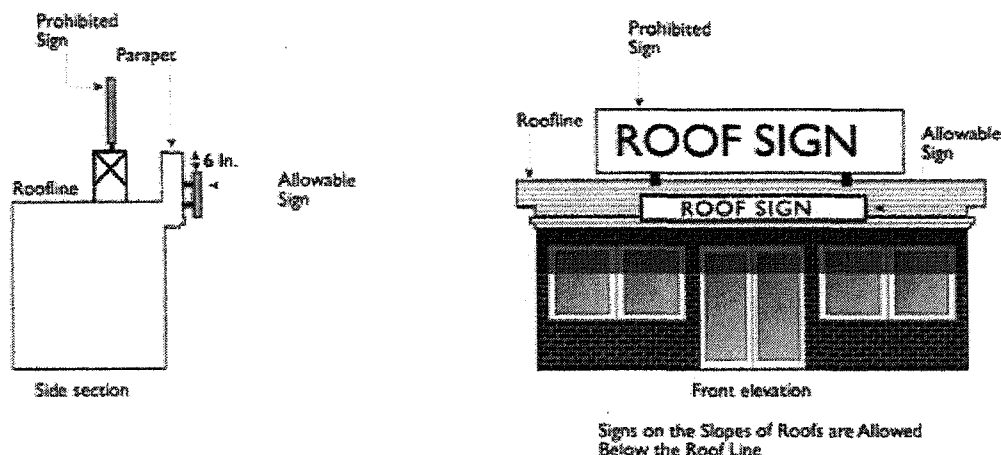 Prohibited
Sign
Parapet
6 In.
Roofline
Allowable
Sign
Side section
Prohibited
Sign
Roofline
ROOF SIGN
Allowable
Sign
ROOF SIGN
Front elevation
Signs on the Slopes of Roofs are Allowed
Below the Roof Line